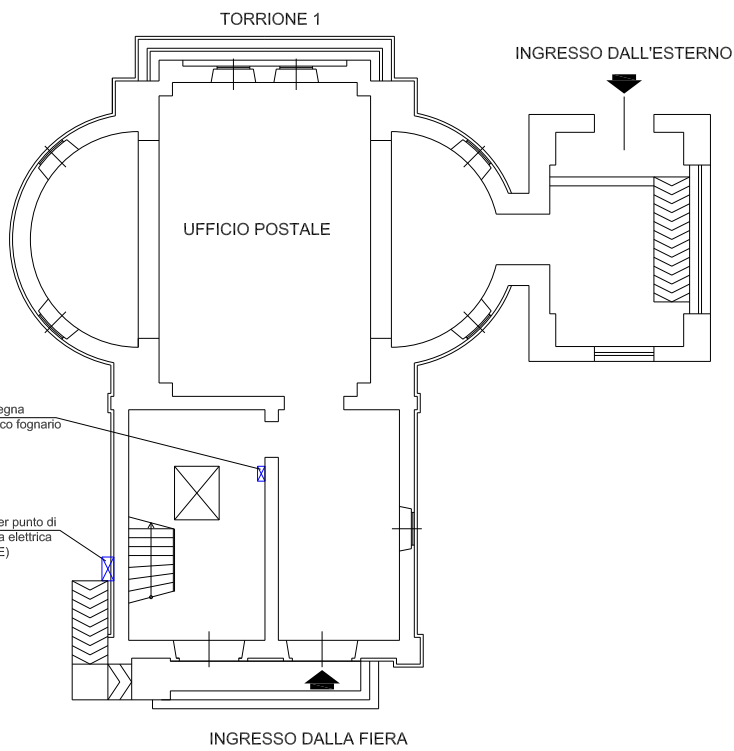 TORRIONE 1
INGRESSO DALL'ESTERNO
UFFICIO POSTALE
egna
co fognario
er punto di
a elettrica
E)
INGRESSO DALLA FIERA